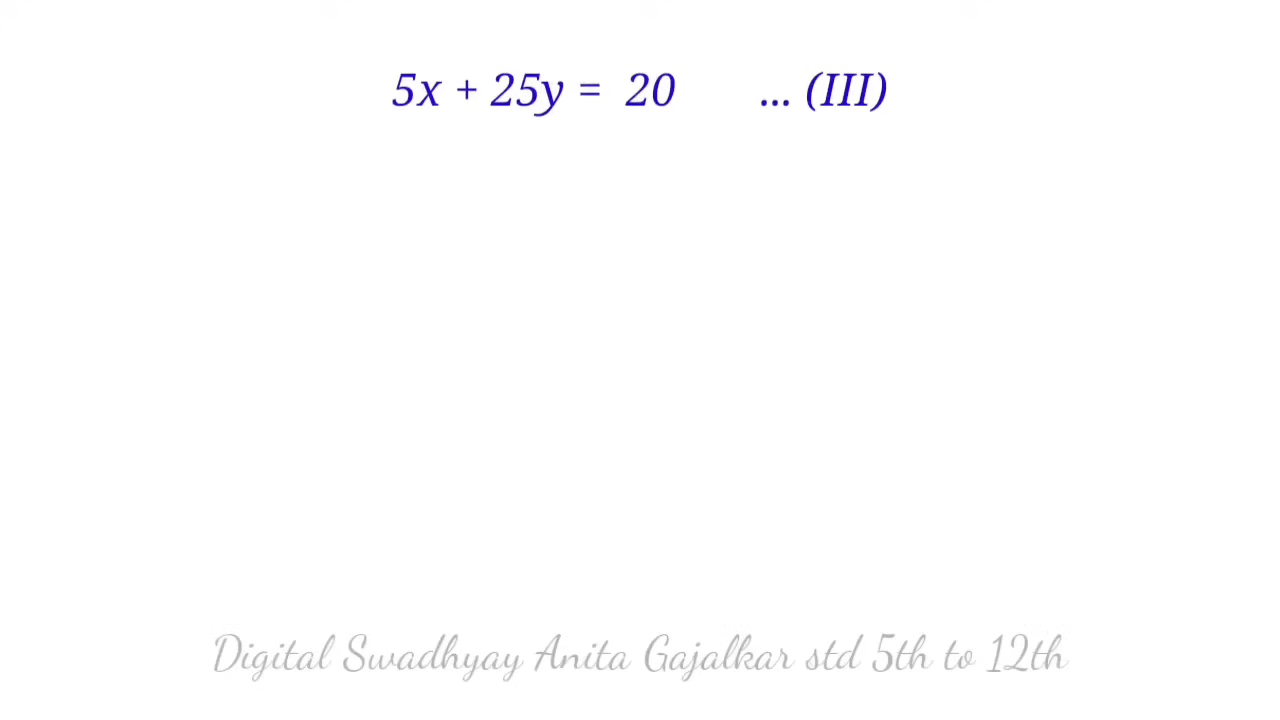 5x + 25y = 20 ... (III)
Digital Swadhyay Anita Gajalkar std 5th to 12th